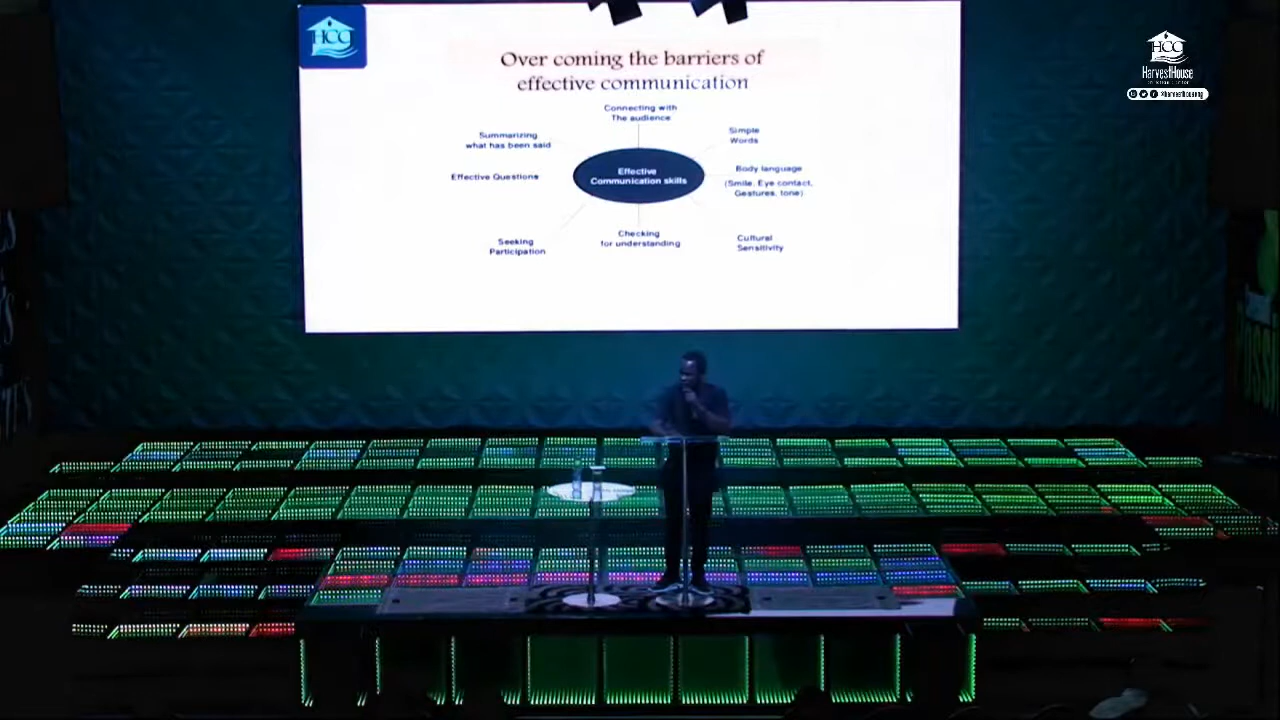 HCC
Over coming the barriers of
effective communication
Connecting with
The audience
Summarizing
what has been said
Simple
Words
Effective Questions
Effective
Communication skills
Body language
(Smile, Eye contact,
Gestures, tone)
Seeking
Participation
Checking
for understanding
Cultural
Sensitivity
HCC
HarvestHouse